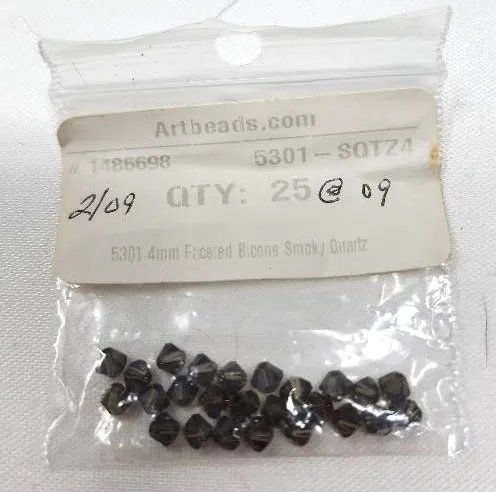 Artbeads.com
# 1486698 5301-SQTZ4
2/09 QTY: 25 @ 09
5301 4mm Faceted Bicone Smoky Quartz